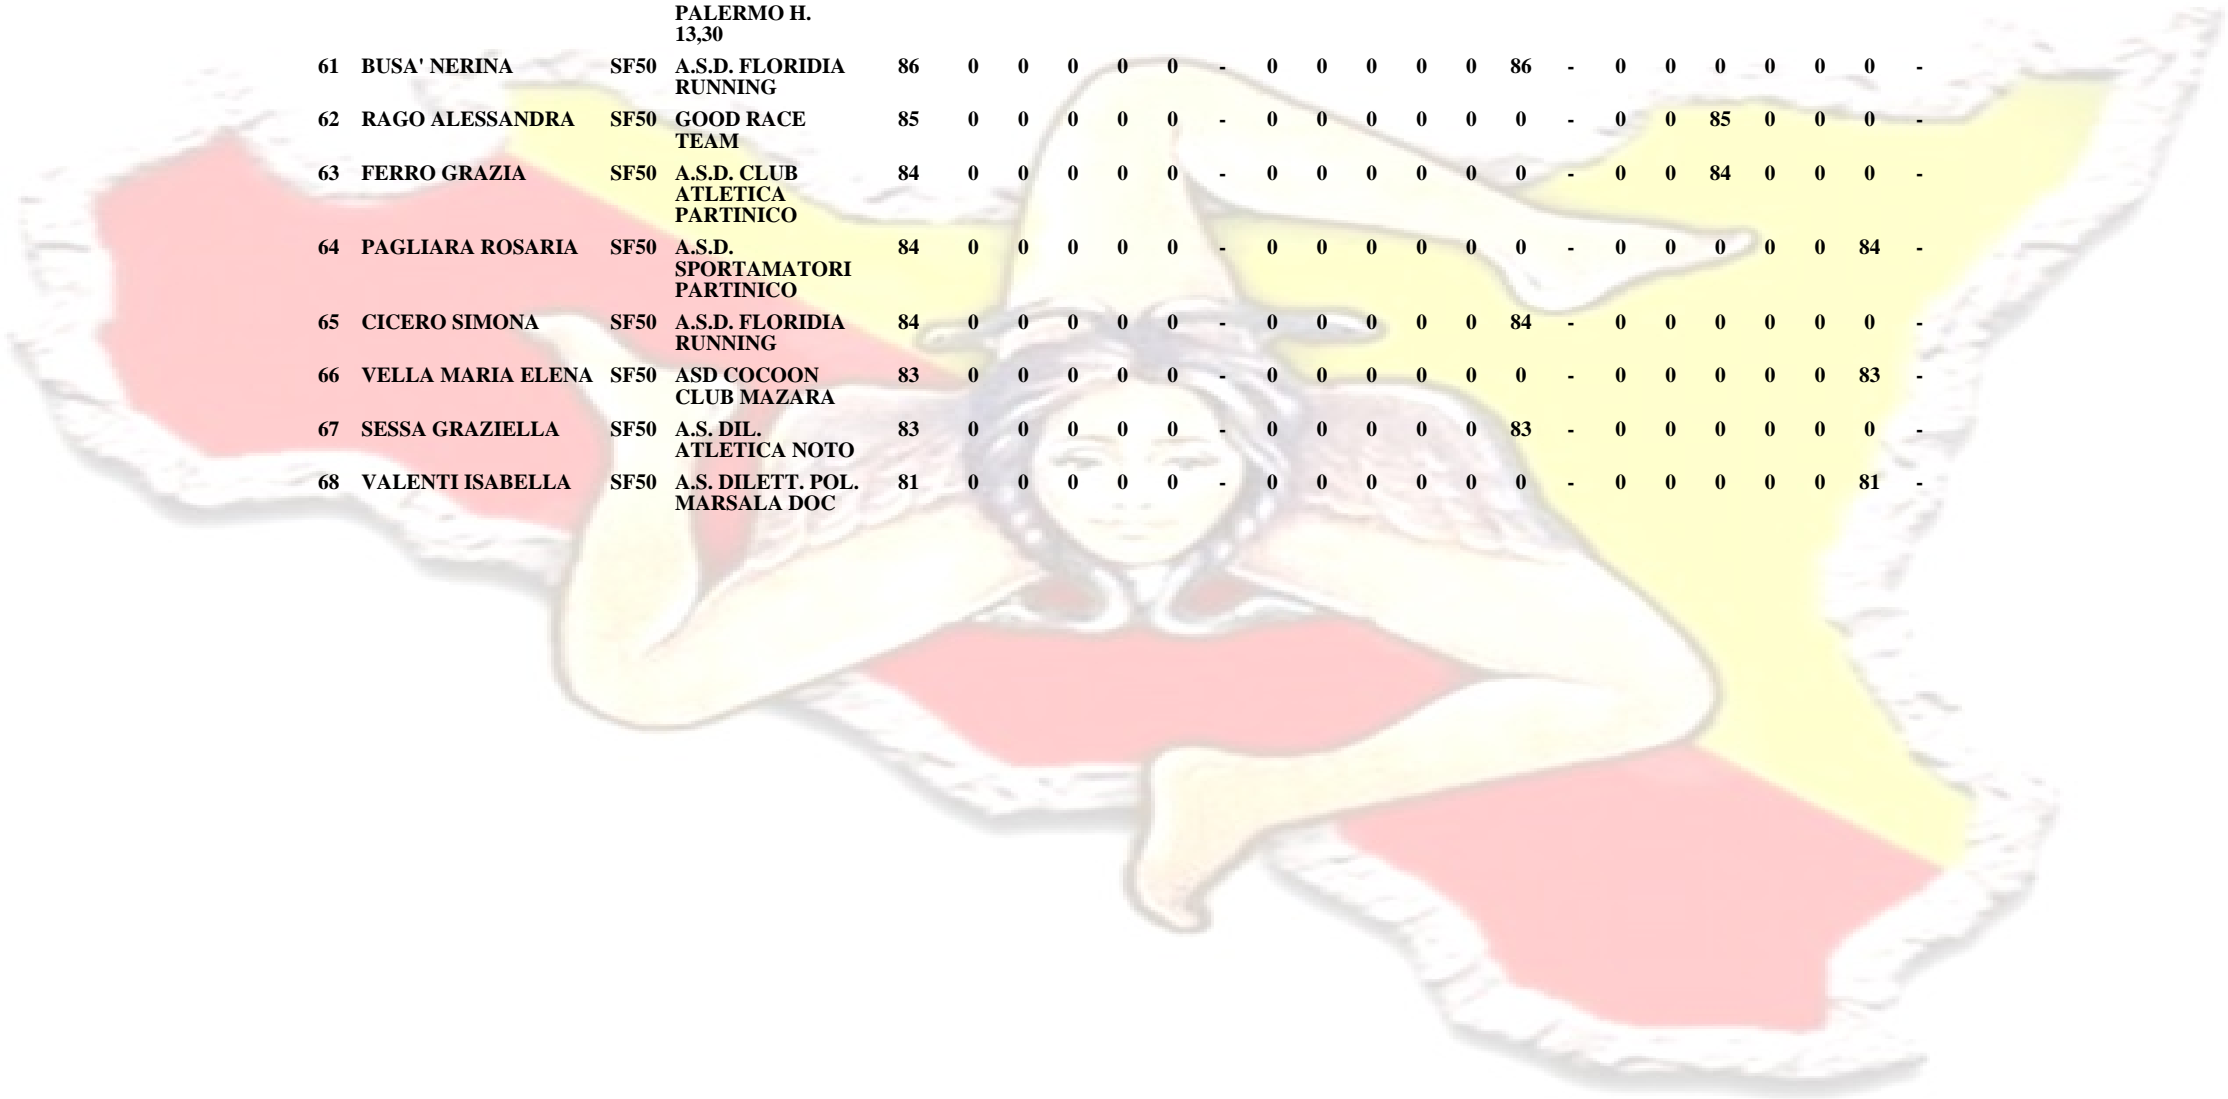 PALERMO H.
13,30
61 BUSA' NERINA SF50 A.S.D. FLORIDIA 86 0 0 0 0 0 - 0 0 0 0 0 86 - 0 0 0 0 0 0 -
RUNNING
62 RAGO ALESSANDRA SF50 GOOD RACE 85 0 0 0 0 0 - 0 0 0 0 0 0 - 0 0 85 0 0 0 -
TEAM
63 FERRO GRAZIA SF50 A.S.D. CLUB 84 0 0 0 0 0 - 0 0 0 0 0 0 - 0 0 84 0 0 0 -
ATLETICA
PARTINICO
64 PAGLIARA ROSARIA SF50 A.S.D. 84 0 0 0 0 0 - 0 0 0 0 0 0 - 0 0 0 0 0 84 -
SPORTAMATORI
PARTINICO
65 CICERO SIMONA SF50 A.S.D. FLORIDIA 84 0 0 0 0 0 - 0 0 0 0 0 84 - 0 0 0 0 0 0 -
RUNNING
66 VELLA MARIA ELENA SF50 ASD COCOON 83 0 0 0 0 0 - 0 0 0 0 0 0 - 0 0 0 0 0 83 -
CLUB MAZARA
67 SESSA GRAZIELLA SF50 A.S. DIL. 83 0 0 0 0 0 - 0 0 0 0 0 83 - 0 0 0 0 0 0 -
ATLETICA NOTO
68 VALENTI ISABELLA SF50 A.S. DILETT. POL. 81 0 0 0 0 0 - 0 0 0 0 0 0 - 0 0 0 0 0 81 -
MARSALA DOC